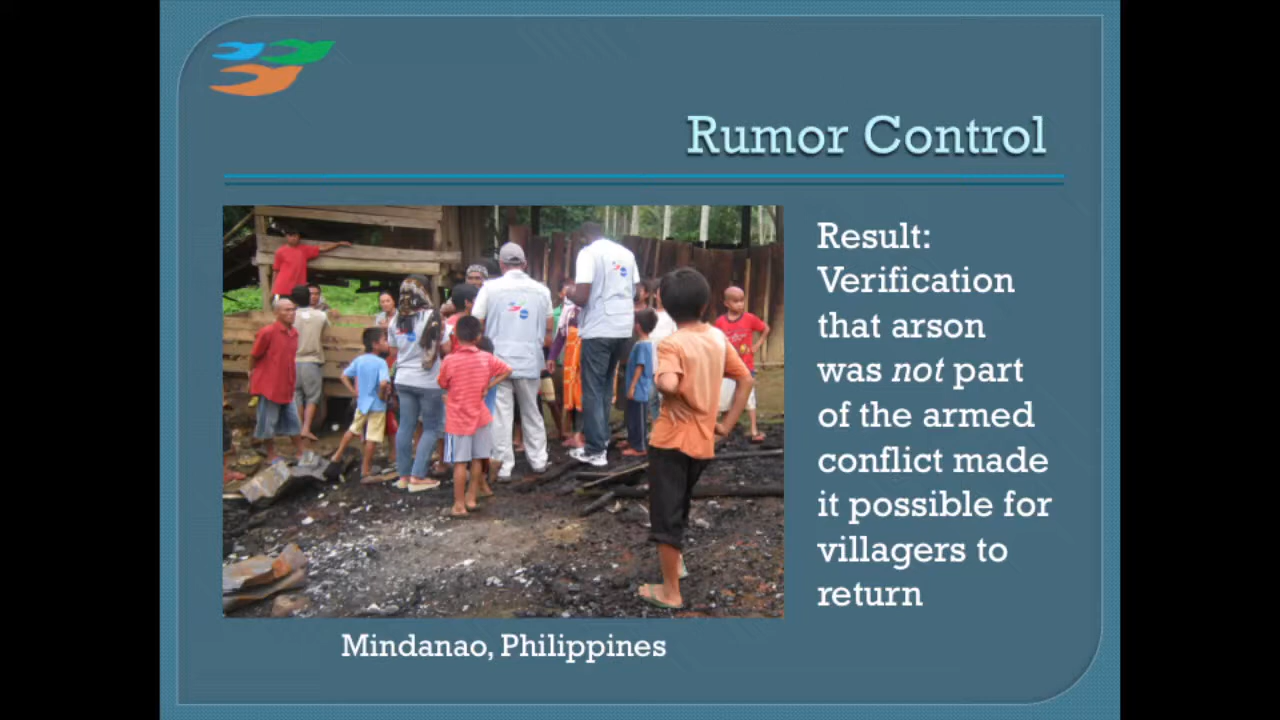 Rumor Control
Result:
Verification
that arson
was not part
of the armed
conflict made
it possible for
villagers to
return
Mindanao, Philippines